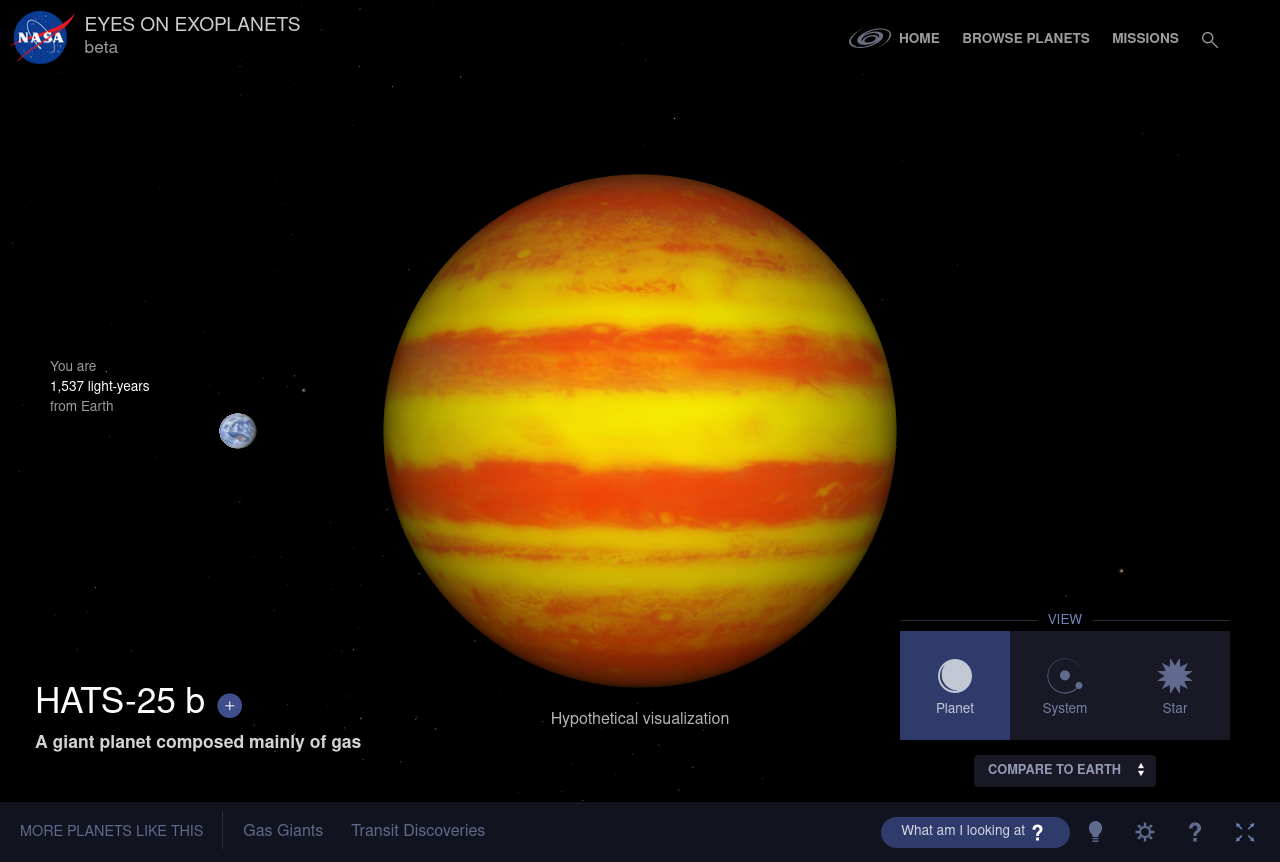 NASA
EYES ON EXOPLANETS
beta
HOME
BROWSE PLANETS
MISSIONS
You are
1,537 light-years
from Earth
HATS-25 b
+
A giant planet composed mainly of gas
Hypothetical visualization
VIEW
Planet
System
Star
COMPARE TO EARTH
MORE PLANETS LIKE THIS
Gas Giants
Transit Discoveries
What am I looking at ?
?